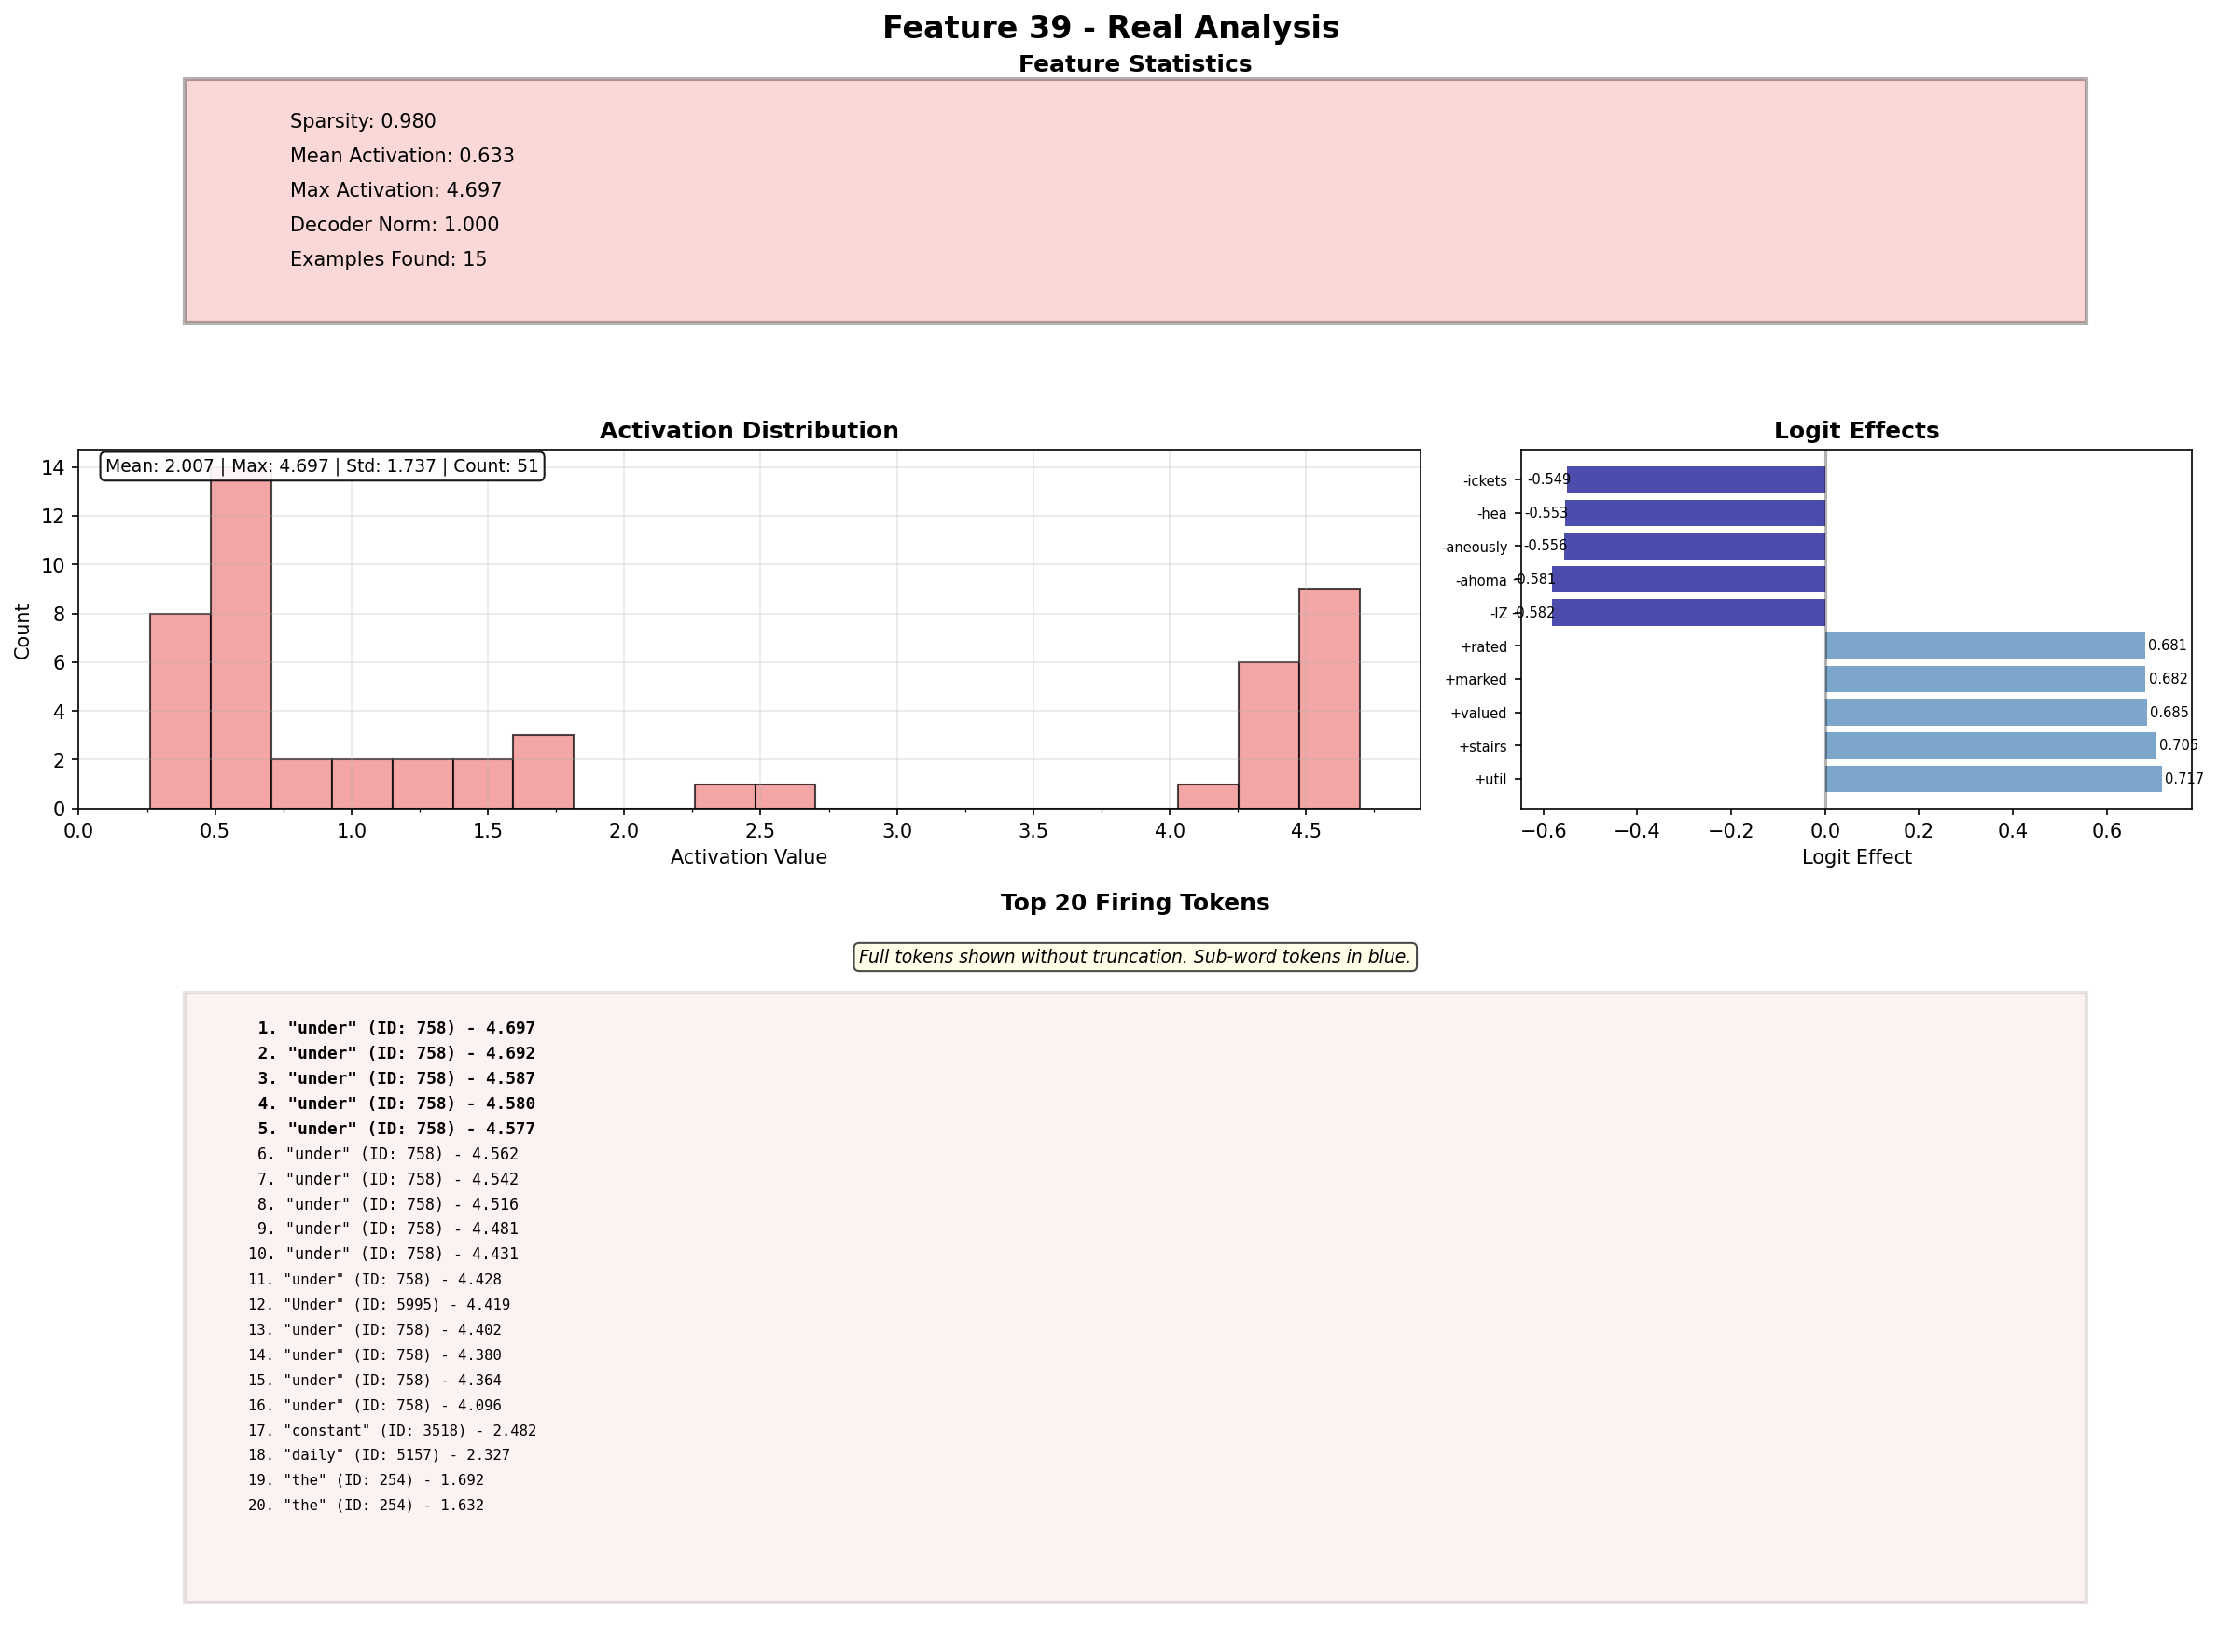 Feature 39 - Real Analysis
Feature Statistics
Sparsity: 0.980
Mean Activation: 0.633
Max Activation: 4.697
Decoder Norm: 1.000
Examples Found: 15
Activation Distribution
Mean: 2.007 | Max: 4.697 | Std: 1.737 | Count: 51
14
12
10
8
6
4
2
0
Count
0.0 0.5 1.0 1.5 2.0 2.5 3.0 3.5 4.0 4.5
Activation Value
Logit Effects
-ickets -0.549
-hea -0.553
-aneously -0.556
-ahoma -0.581
-IZ -0.582
+rated 0.681
+marked 0.682
+valued 0.685
+stairs 0.705
+util 0.717
−0.6 −0.4 −0.2 0.0 0.2 0.4 0.6
Logit Effect
Top 20 Firing Tokens
Full tokens shown without truncation. Sub-word tokens in blue.
1. "under" (ID: 758) - 4.697
2. "under" (ID: 758) - 4.692
3. "under" (ID: 758) - 4.587
4. "under" (ID: 758) - 4.580
5. "under" (ID: 758) - 4.577
6. "under" (ID: 758) - 4.562
7. "under" (ID: 758) - 4.542
8. "under" (ID: 758) - 4.516
9. "under" (ID: 758) - 4.481
10. "under" (ID: 758) - 4.431
11. "under" (ID: 758) - 4.428
12. "Under" (ID: 5995) - 4.419
13. "under" (ID: 758) - 4.402
14. "under" (ID: 758) - 4.380
15. "under" (ID: 758) - 4.364
16. "under" (ID: 758) - 4.096
17. "constant" (ID: 3518) - 2.482
18. "daily" (ID: 5157) - 2.327
19. "the" (ID: 254) - 1.692
20. "the" (ID: 254) - 1.632